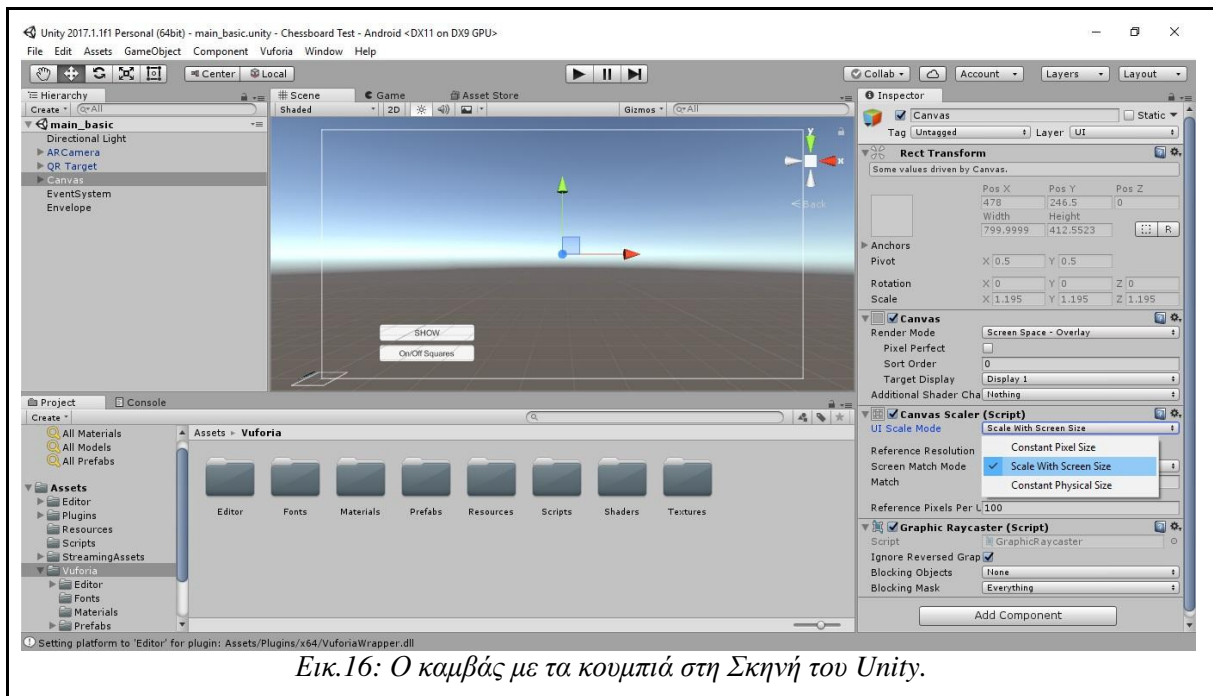 Unity 2017.1.1f1 Personal (64bit) - main_basic.unity - Chessboard Test - Android <DX11 on DX9 GPU>
File Edit Assets GameObject Component Vuforia Window Help
Center Local Collab Account Layers Layout
Hierarchy
Create All
main_basic
Directional Light
ARCamera
QR Target
Canvas
EventSystem
Envelope
Scene Game Asset Store
Shaded 2D Gizmos All
y
x
Back
SHOW
On/Off Squares
Project Console
Create
All Materials
All Models
All Prefabs
Assets
Editor
Plugins
Resources
Scripts
StreamingAssets
Vuforia
Editor
Fonts
Materials
Prefabs
Assets Vuforia
Editor Fonts Materials Prefabs Resources Scripts Shaders Textures
Inspector
Canvas Static
Tag Untagged Layer UI
Rect Transform
Some values driven by Canvas.
Pos X Pos Y Pos Z
478 246.5 0
Width Height
799.9999 412.5523 R
Anchors
Pivot X 0.5 Y 0.5
Rotation X 0 Y 0 Z 0
Scale X 1.195 Y 1.195 Z 1.195
Canvas
Render Mode Screen Space - Overlay
Pixel Perfect
Sort Order 0
Target Display Display 1
Additional Shader Cha Nothing
Canvas Scaler (Script)
UI Scale Mode Scale With Screen Size
Constant Pixel Size
Reference Resolution
Screen Match Mode Scale With Screen Size
Match Constant Physical Size
Reference Pixels Per U 100
Graphic Raycaster (Script)
Script GraphicRaycaster
Ignore Reversed Grap
Blocking Objects None
Blocking Mask Everything
Add Component
Setting platform to 'Editor' for plugin: Assets/Plugins/x64/VuforiaWrapper.dll
Εικ.16: Ο καμβάς με τα κουμπιά στη Σκηνή του Unity.